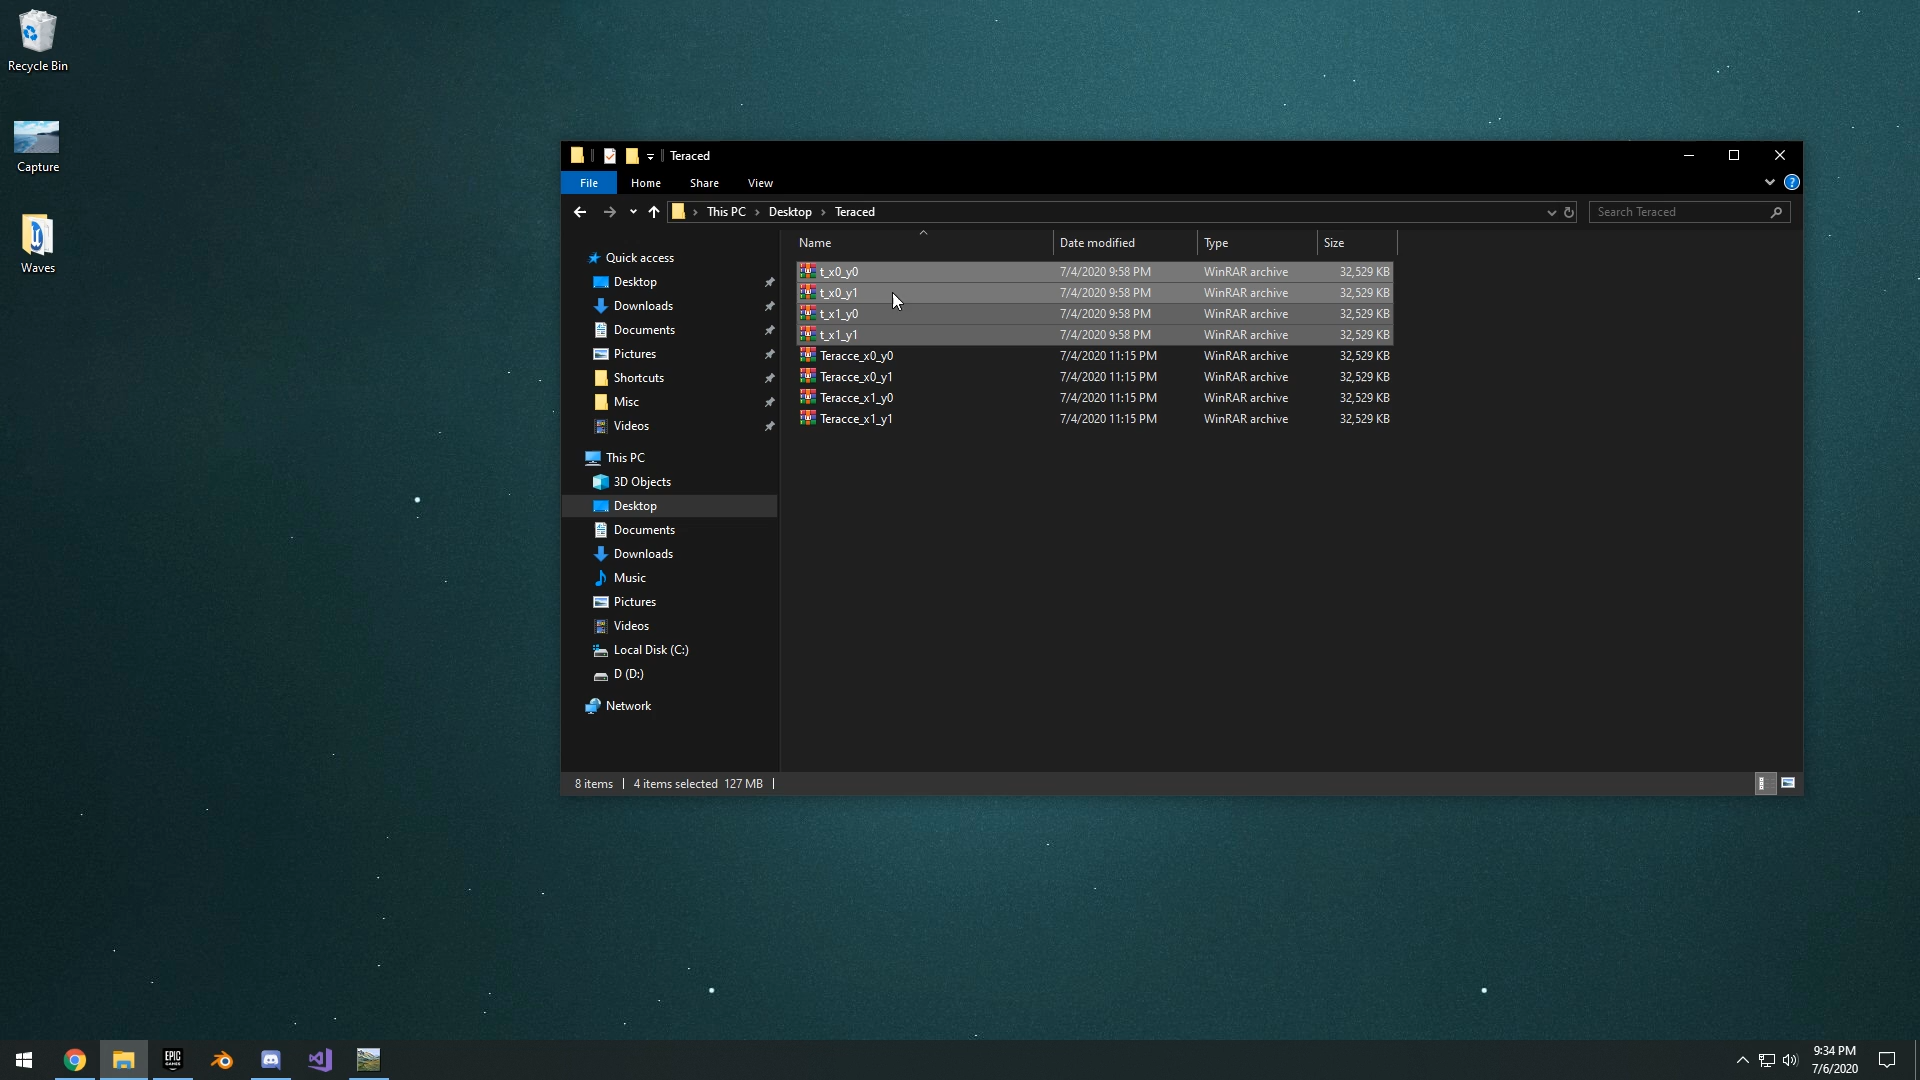 Recycle Bin
Capture
Waves
Teraced
File Home Share View
This PC Desktop Teraced
Search Teraced
Name Date modified Type Size
Quick access
Desktop
Downloads
Documents
Pictures
Shortcuts
Misc
Videos
This PC
3D Objects
Desktop
Documents
Downloads
Music
Pictures
Videos
Local Disk (C:)
D (D:)
Network
t_x0_y0 7/4/2020 9:58 PM WinRAR archive 32,529 KB
t_x0_y1 7/4/2020 9:58 PM WinRAR archive 32,529 KB
t_x1_y0 7/4/2020 9:58 PM WinRAR archive 32,529 KB
t_x1_y1 7/4/2020 9:58 PM WinRAR archive 32,529 KB
Teracce_x0_y0 7/4/2020 11:15 PM WinRAR archive 32,529 KB
Teracce_x0_y1 7/4/2020 11:15 PM WinRAR archive 32,529 KB
Teracce_x1_y0 7/4/2020 11:15 PM WinRAR archive 32,529 KB
Teracce_x1_y1 7/4/2020 11:15 PM WinRAR archive 32,529 KB
8 items 4 items selected 127 MB
EPIC
GAMES
9:34 PM
7/6/2020